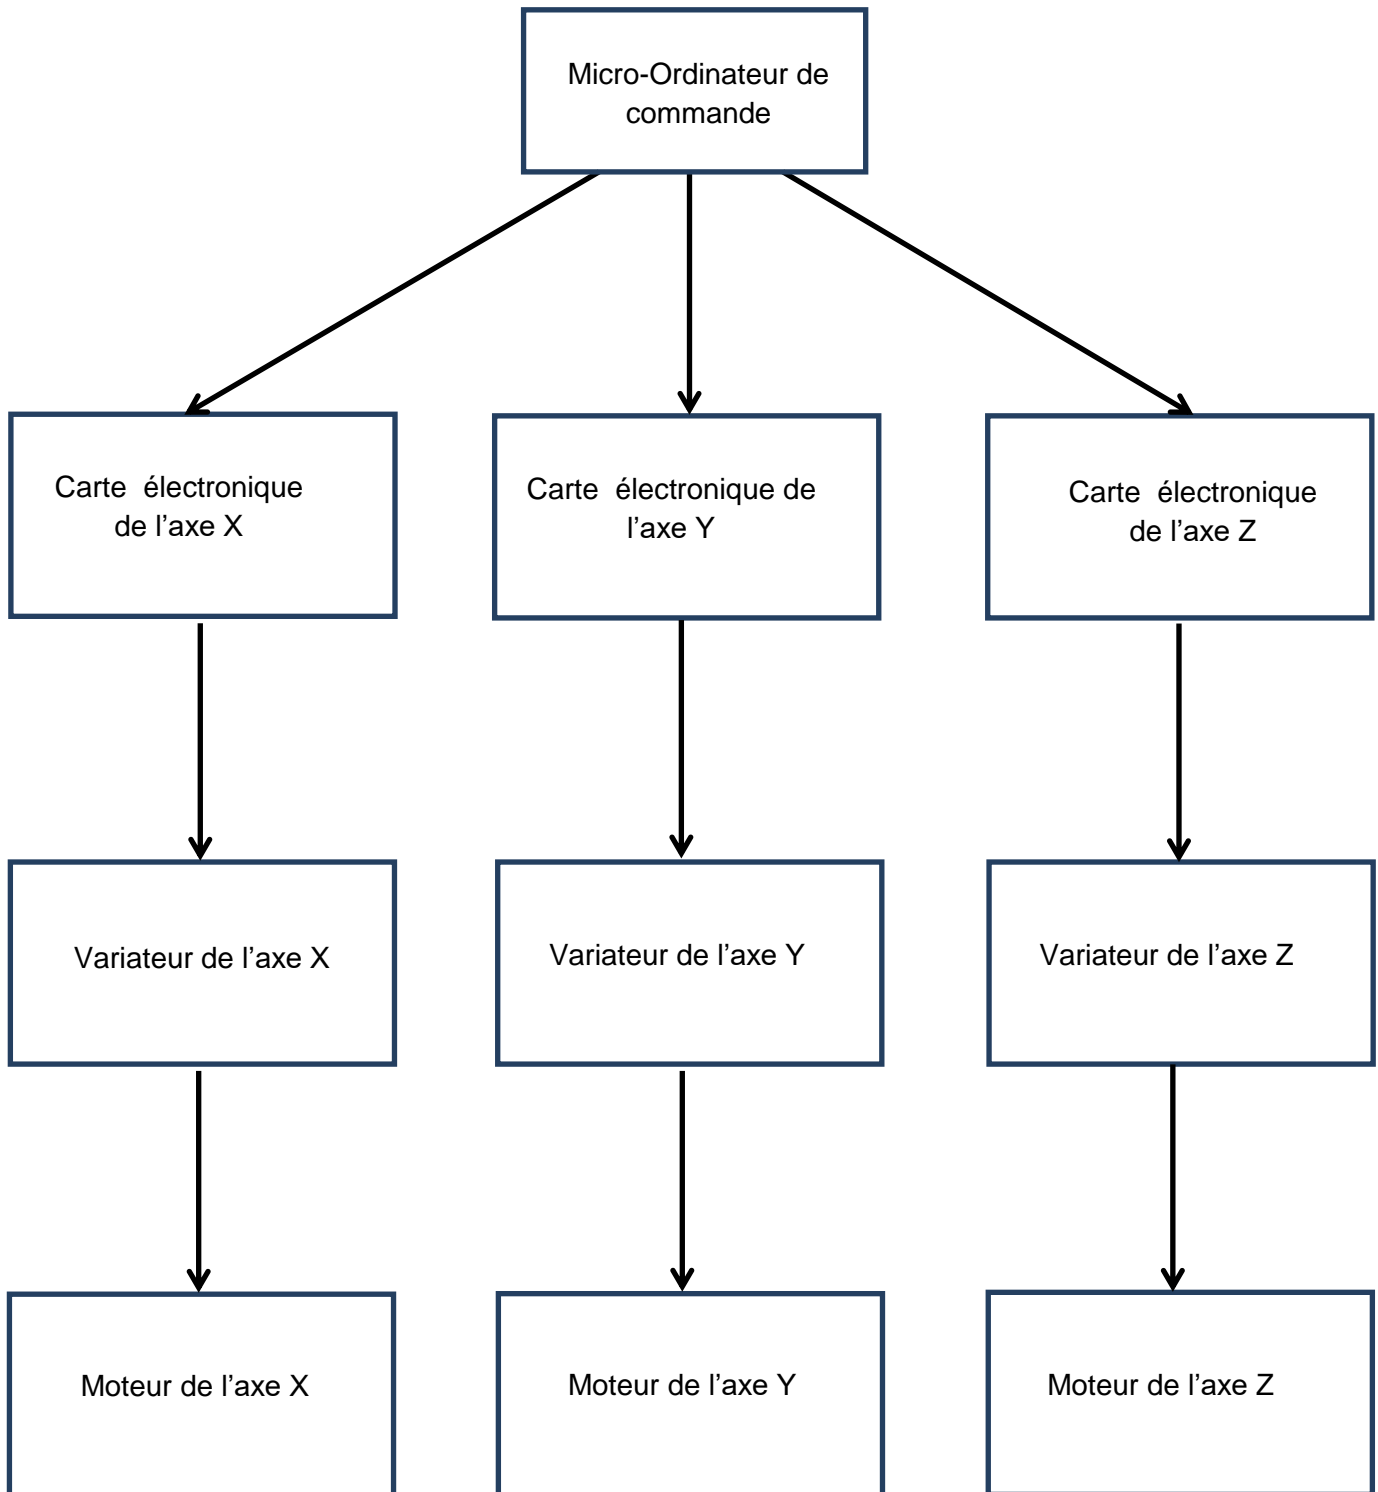 Micro-Ordinateur de
commande
Carte  électronique
de l’axe X
Carte  électronique de
l’axe Y
Carte  électronique
de l’axe Z
Variateur de l’axe X
Variateur de l’axe Y
Variateur de l’axe Z
Moteur de l’axe X
Moteur de l’axe Y
Moteur de l’axe Z